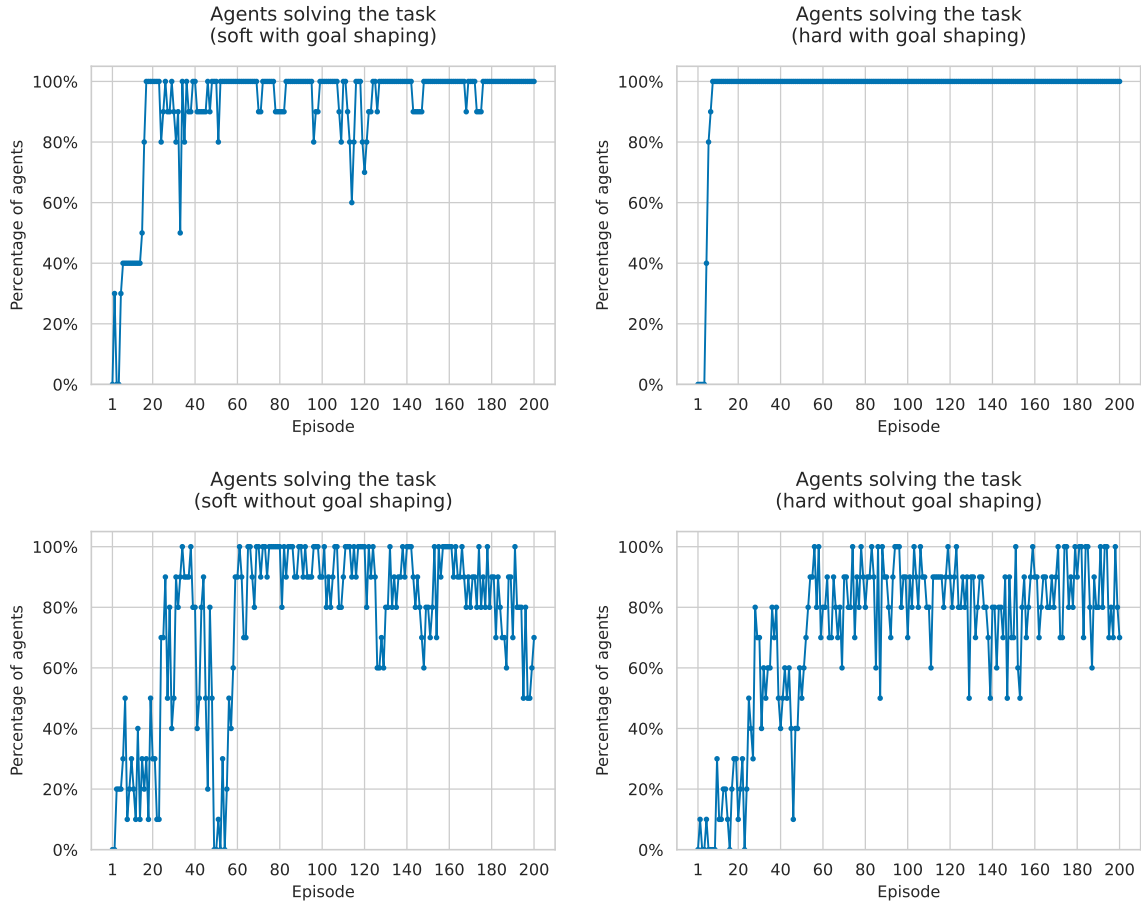 Agents solving the task
(soft with goal shaping)
100%
80%
60%
40%
20%
0%
Percentage of agents
1 20 40 60 80 100 120 140 160 180 200
Episode
Agents solving the task
(hard with goal shaping)
100%
80%
60%
40%
20%
0%
Percentage of agents
1 20 40 60 80 100 120 140 160 180 200
Episode
Agents solving the task
(soft without goal shaping)
100%
80%
60%
40%
20%
0%
Percentage of agents
1 20 40 60 80 100 120 140 160 180 200
Episode
Agents solving the task
(hard without goal shaping)
100%
80%
60%
40%
20%
0%
Percentage of agents
1 20 40 60 80 100 120 140 160 180 200
Episode